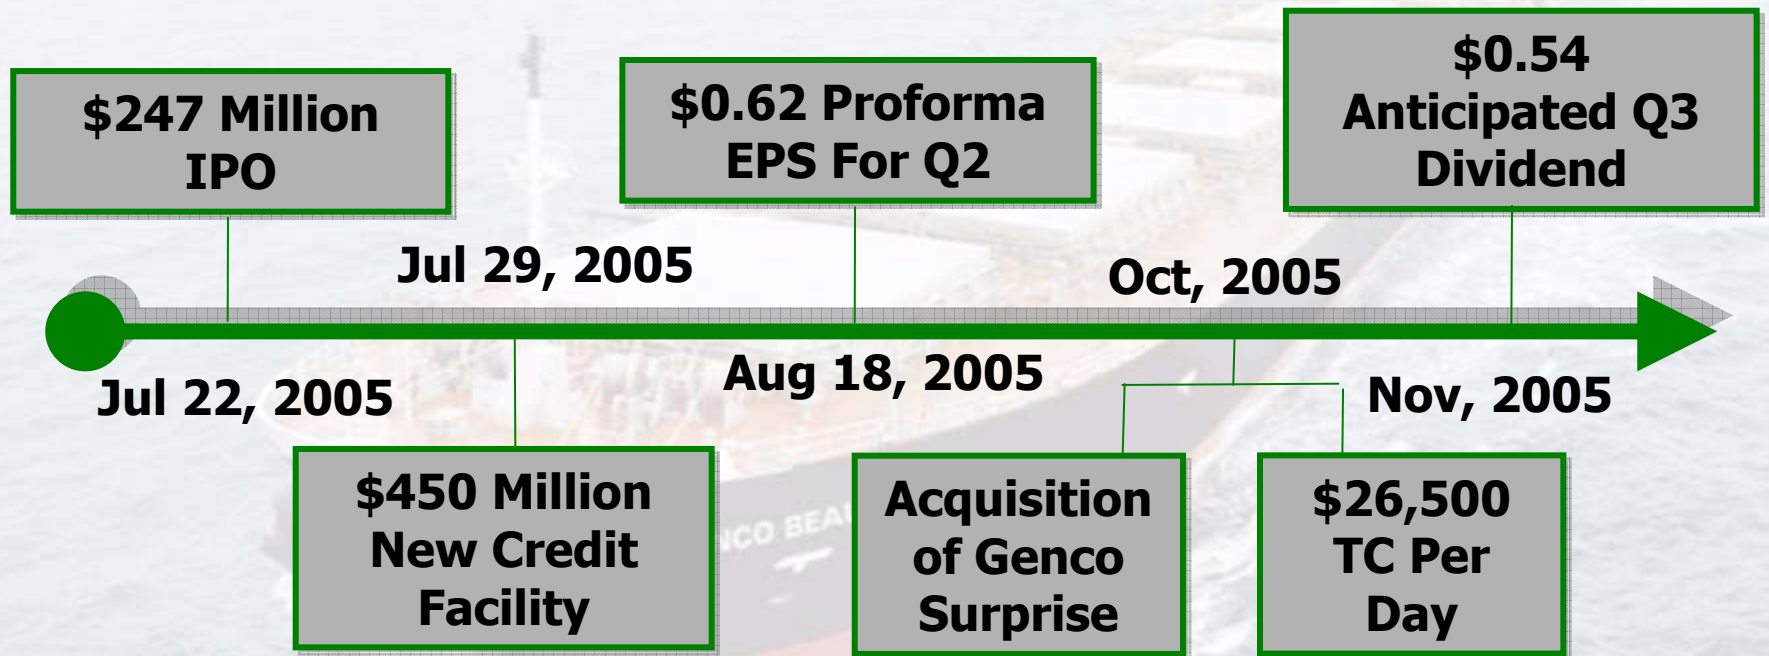 $247 Million
IPO
Jul 22, 2005
Jul 29, 2005
$450 Million
New Credit
Facility
$0.62 Proforma
EPS For Q2
Aug 18, 2005
Oct, 2005
Acquisition
of Genco
Surprise
$26,500
TC Per
Day
$0.54
Anticipated Q3
Dividend
Nov, 2005